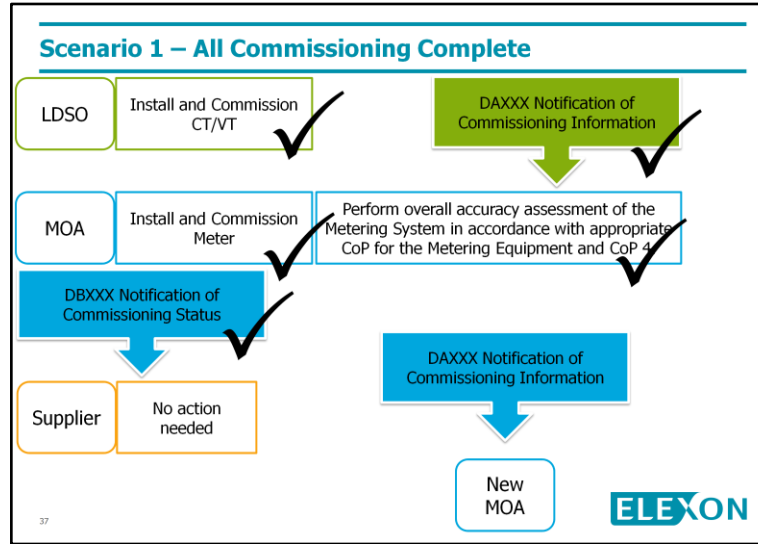 Scenario 1 – All Commissioning Complete
LDSO
Install and Commission
CT/VT
DAXXX Notification of
Commissioning Information
MOA
Install and Commission
Meter
Perform overall accuracy assessment of the
Metering System in accordance with appropriate
CoP for the Metering Equipment and CoP 4
DBXXX Notification of
Commissioning Status
DAXXX Notification of
Commissioning Information
Supplier
No action
needed
New
MOA
37
ELEXON